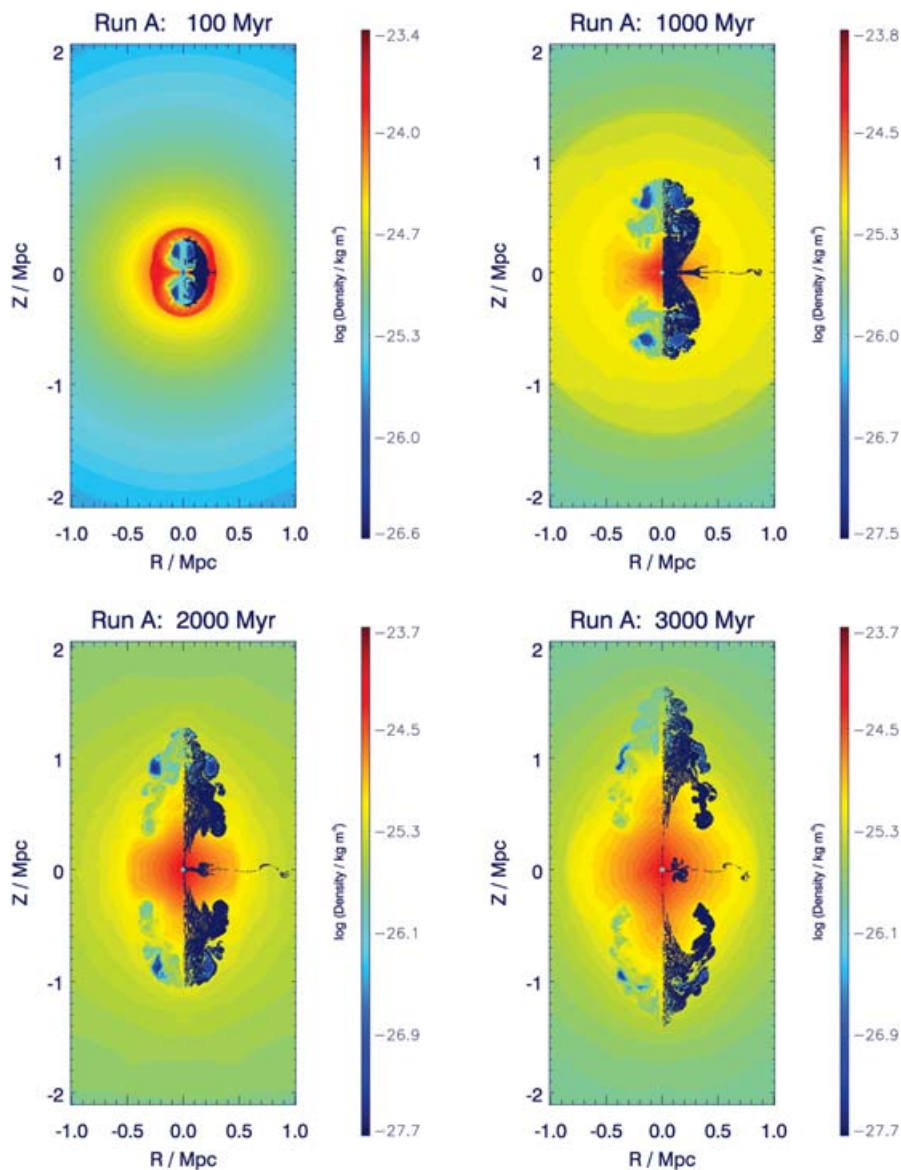 Run A: 100 Myr
2
1
0
-1
-2
Z / Mpc
-1.0 -0.5 0.0 0.5 1.0
R / Mpc
−23.4
−24.0
−24.7
−25.3
−26.0
−26.6
log (Density / kg m³)
Run A: 1000 Myr
2
1
0
-1
-2
Z / Mpc
-1.0 -0.5 0.0 0.5 1.0
R / Mpc
−23.8
−24.5
−25.3
−26.0
−26.7
−27.5
log (Density / kg m³)
Run A: 2000 Myr
2
1
0
-1
-2
Z / Mpc
-1.0 -0.5 0.0 0.5 1.0
R / Mpc
−23.7
−24.5
−25.3
−26.1
−26.9
−27.7
log (Density / kg m³)
Run A: 3000 Myr
2
1
0
-1
-2
Z / Mpc
-1.0 -0.5 0.0 0.5 1.0
R / Mpc
−23.7
−24.5
−25.3
−26.1
−26.9
−27.7
log (Density / kg m³)